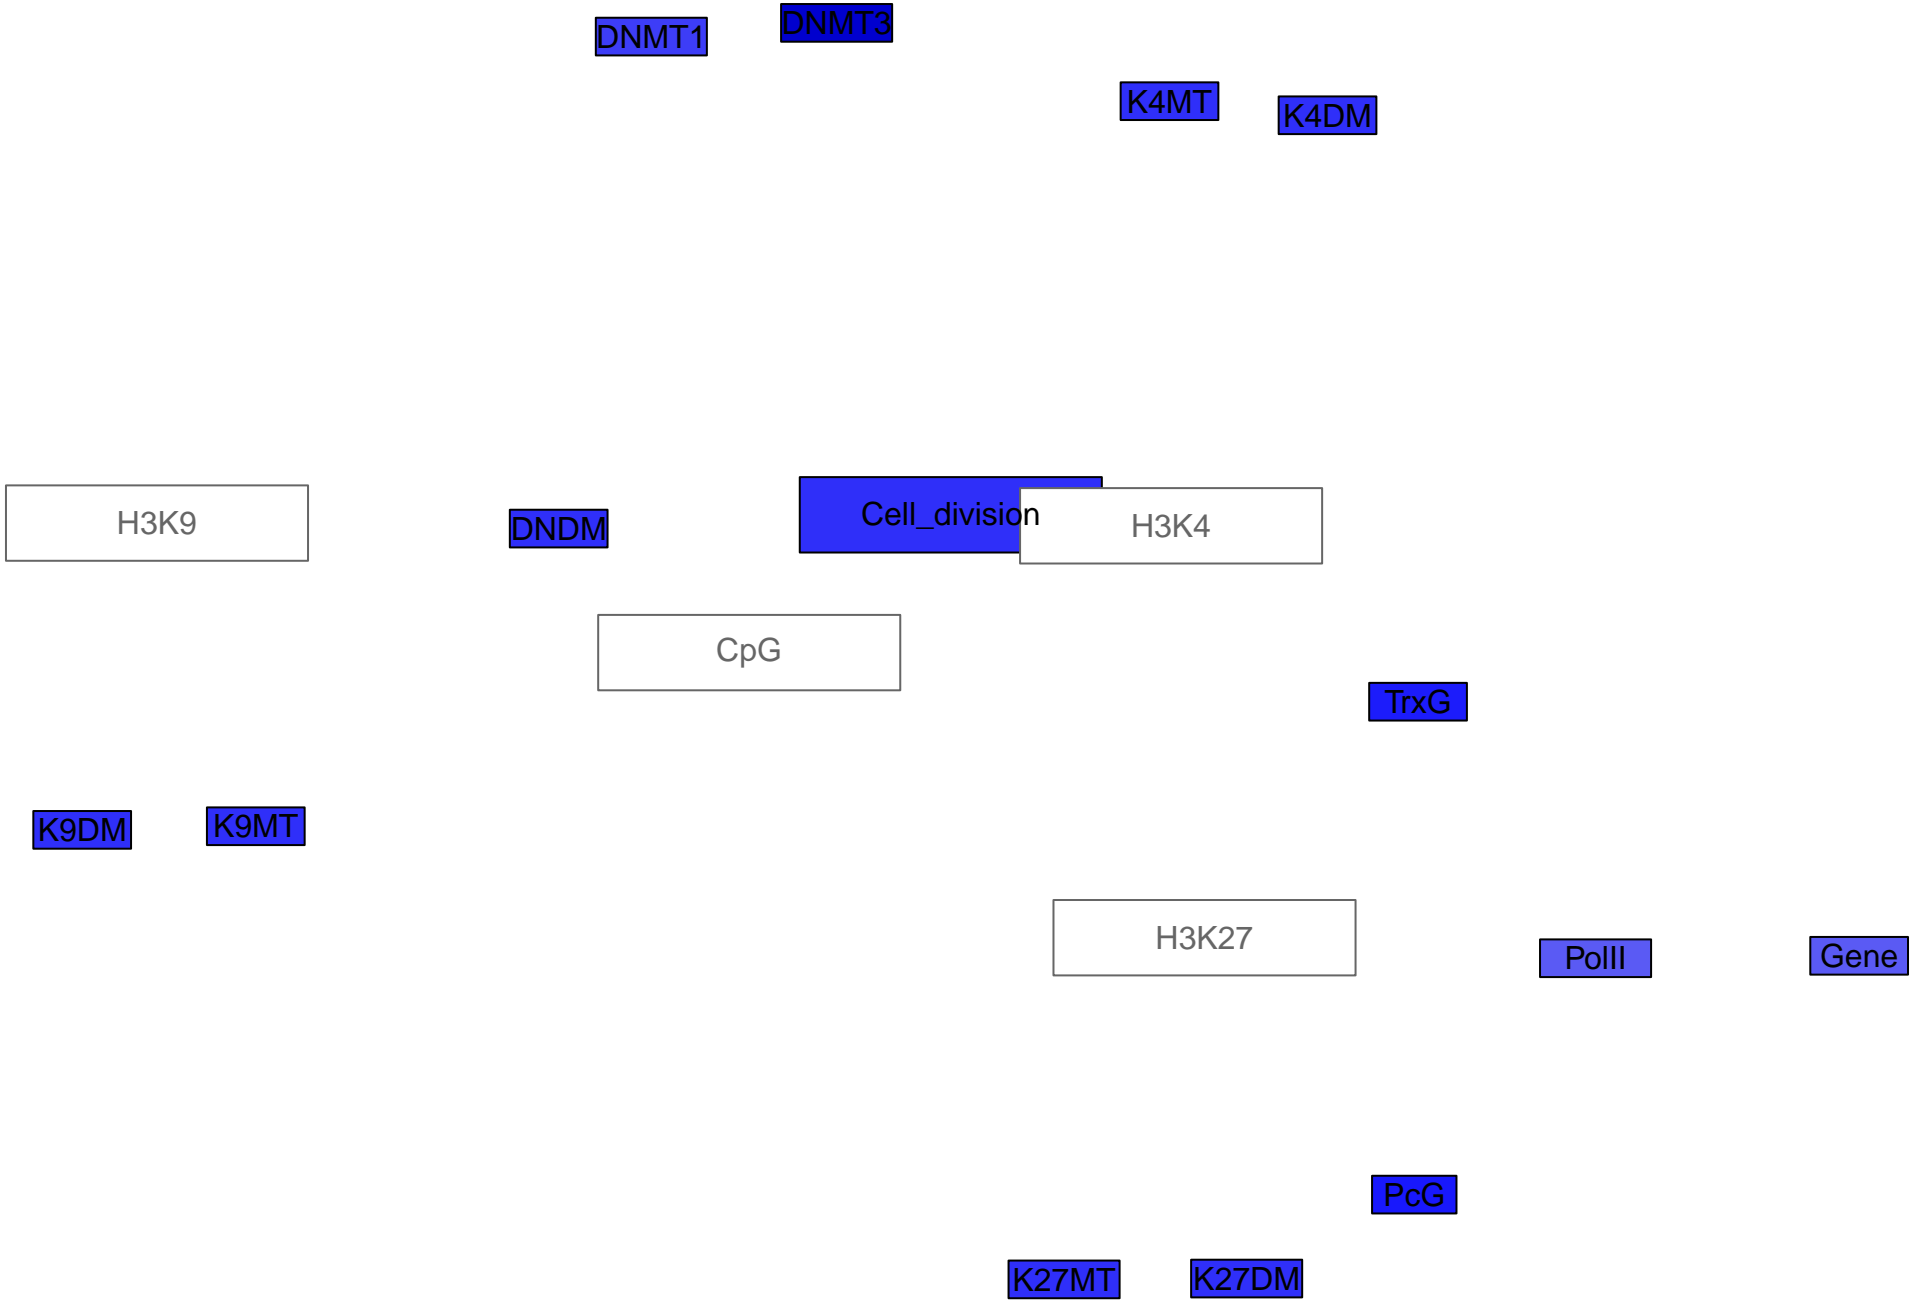 DNMT1
DNMT3
K4MT
K4DM
H3K9
DNDM
Cell_division
H3K4
CpG
TrxG
K9DM
K9MT
H3K27
PolII
Gene
PcG
K27MT
K27DM